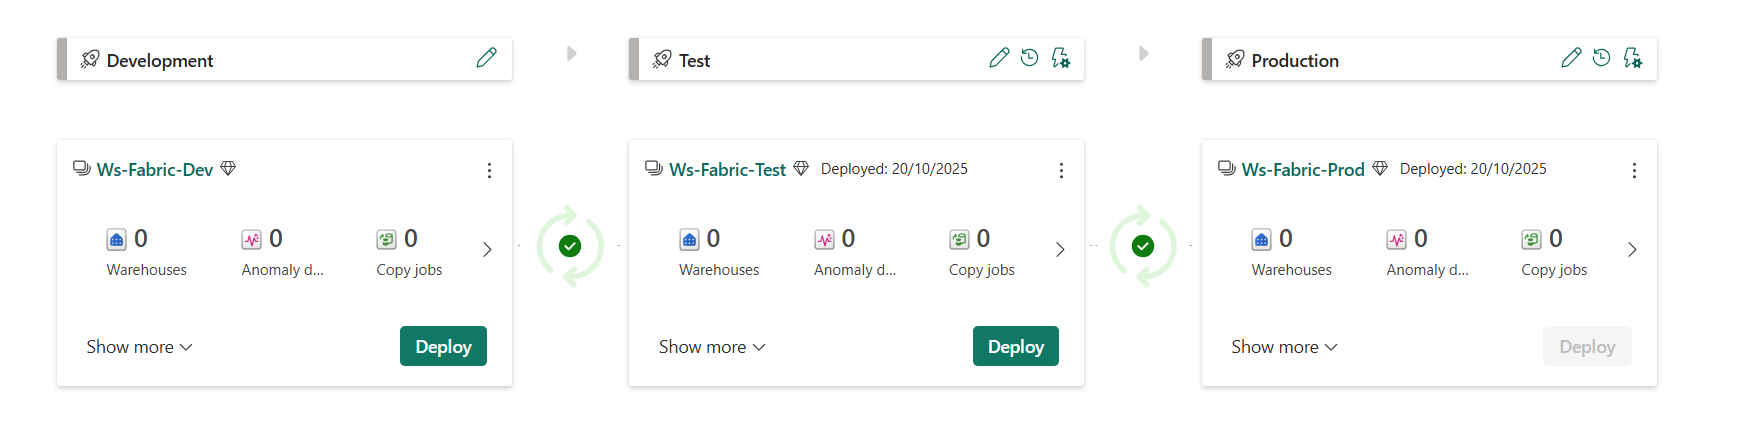 Development
Test
Production
Ws-Fabric-Dev
0 0 0
Warehouses Anomaly d... Copy jobs
Show more Deploy
Ws-Fabric-Test Deployed: 20/10/2025
0 0 0
Warehouses Anomaly d... Copy jobs
Show more Deploy
Ws-Fabric-Prod Deployed: 20/10/2025
0 0 0
Warehouses Anomaly d... Copy jobs
Show more Deploy